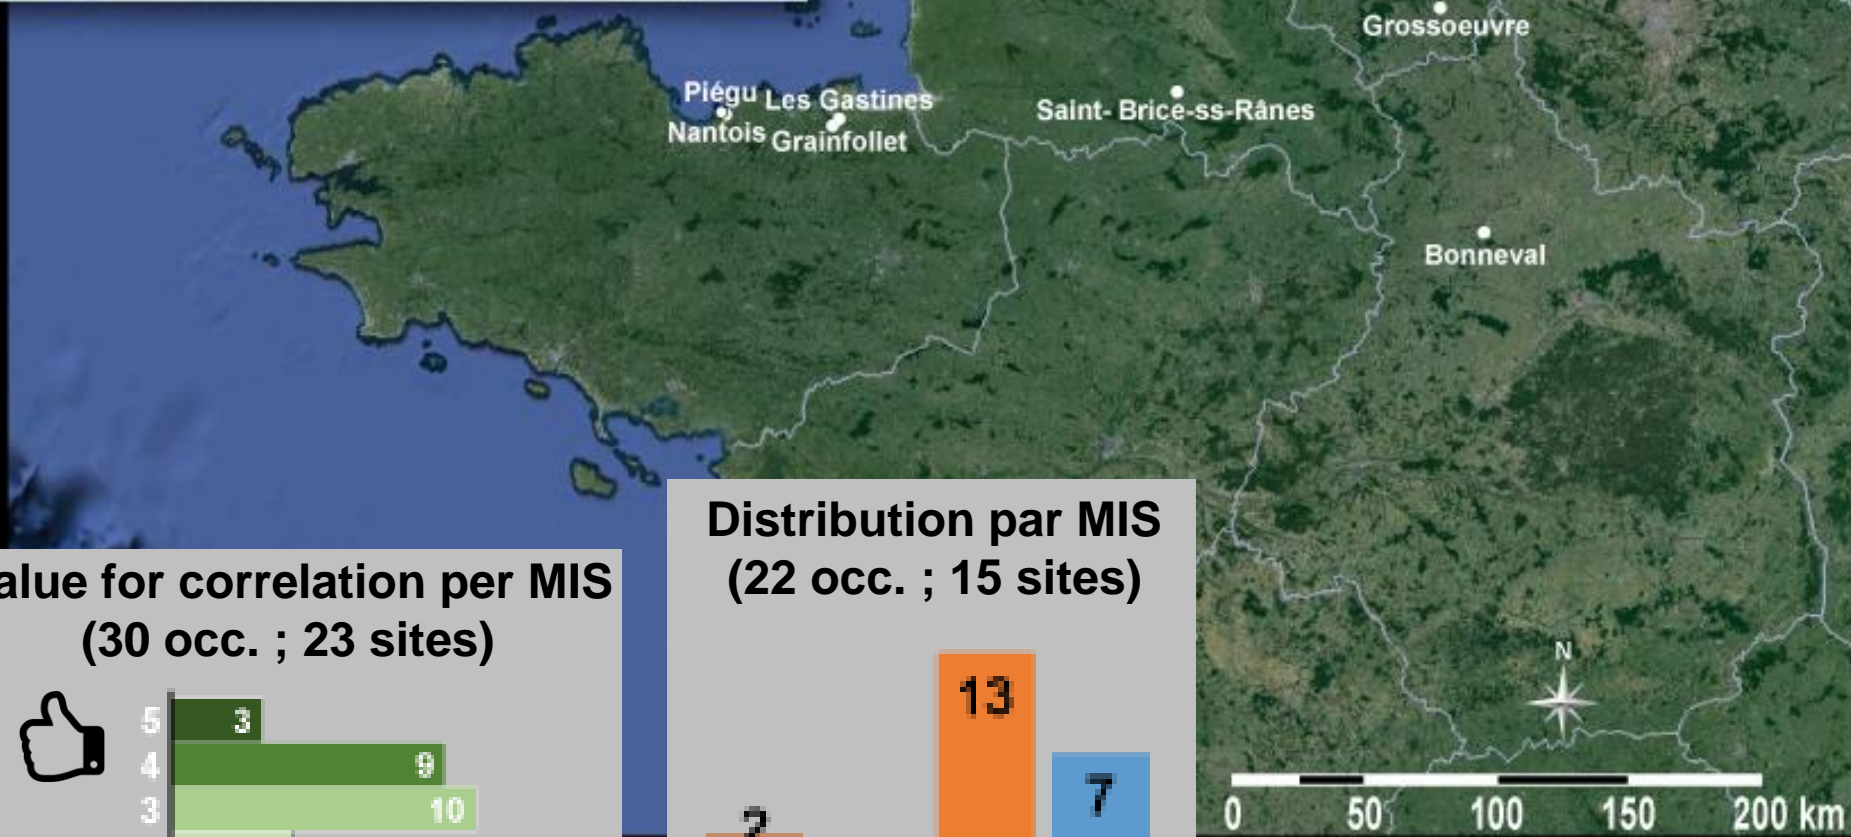 Grossoeuvre
Piégu Les Gastines
Saint- Brice-ss-Rânes
Nantois Grainfollet
Bonneval
Distribution par MIS
(22 occ. ; 15 sites)
alue for correlation per MIS
(30 occ. ; 23 sites)
N
13
5 3
4 9
7
3 10
2
0 50 100 150 200 km